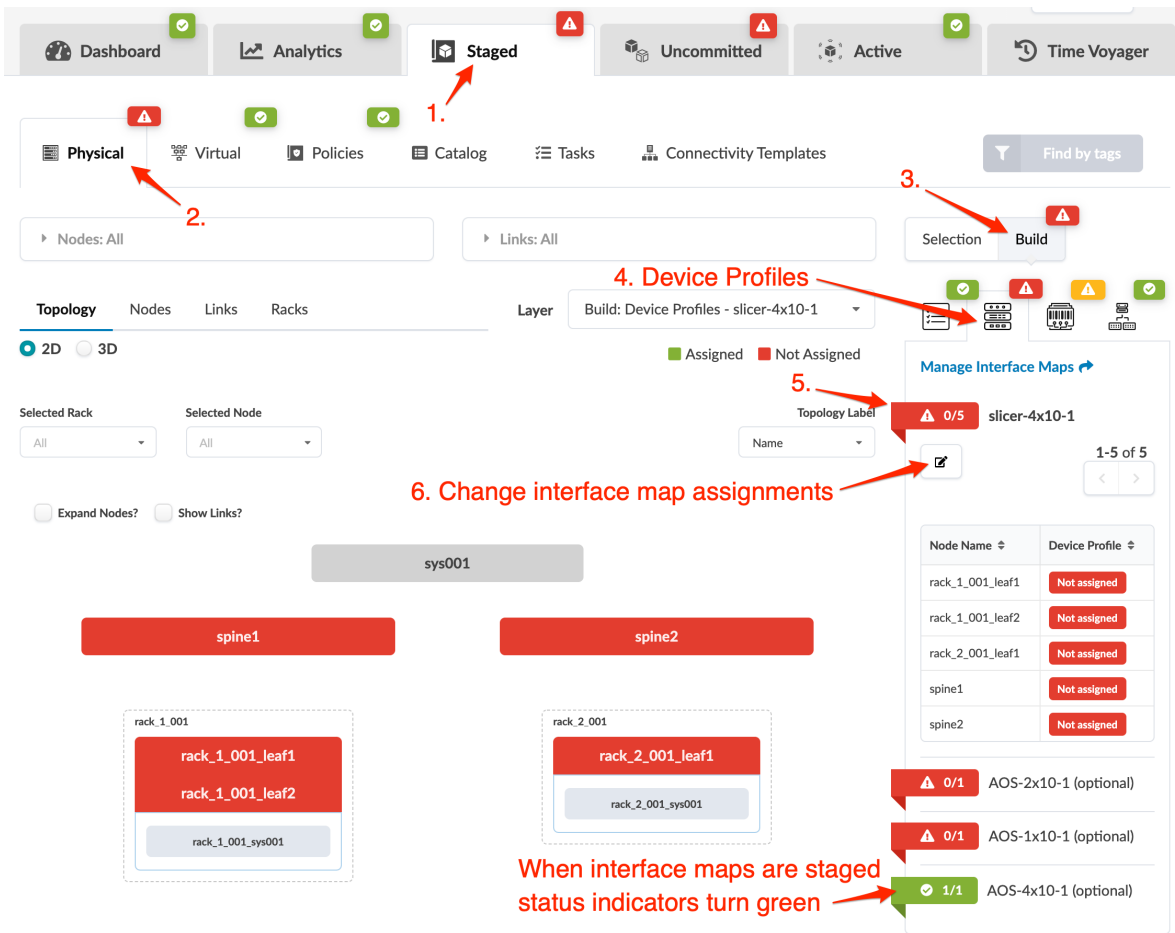 Dashboard
Analytics
Staged
Uncommitted
Active
Time Voyager
1.
Physical
Virtual
Policies
Catalog
Tasks
Connectivity Templates
Find by tags
2.
3.
Nodes: All
Links: All
Selection
Build
4. Device Profiles
Topology
Nodes
Links
Racks
Layer
Build: Device Profiles - slicer-4x10-1
2D
3D
Assigned
Not Assigned
Manage Interface Maps
5.
Selected Rack
Selected Node
Topology Label
0/5
slicer-4x10-1
All
All
Name
1-5 of 5
6. Change interface map assignments
Expand Nodes?
Show Links?
Node Name
Device Profile
sys001
rack_1_001_leaf1
Not assigned
rack_1_001_leaf2
Not assigned
spine1
spine2
rack_2_001_leaf1
Not assigned
spine1
Not assigned
spine2
Not assigned
rack_1_001
rack_1_001_leaf1
rack_1_001_leaf2
rack_1_001_sys001
rack_2_001
rack_2_001_leaf1
rack_2_001_sys001
0/1
AOS-2x10-1 (optional)
0/1
AOS-1x10-1 (optional)
When interface maps are staged
status indicators turn green
1/1
AOS-4x10-1 (optional)